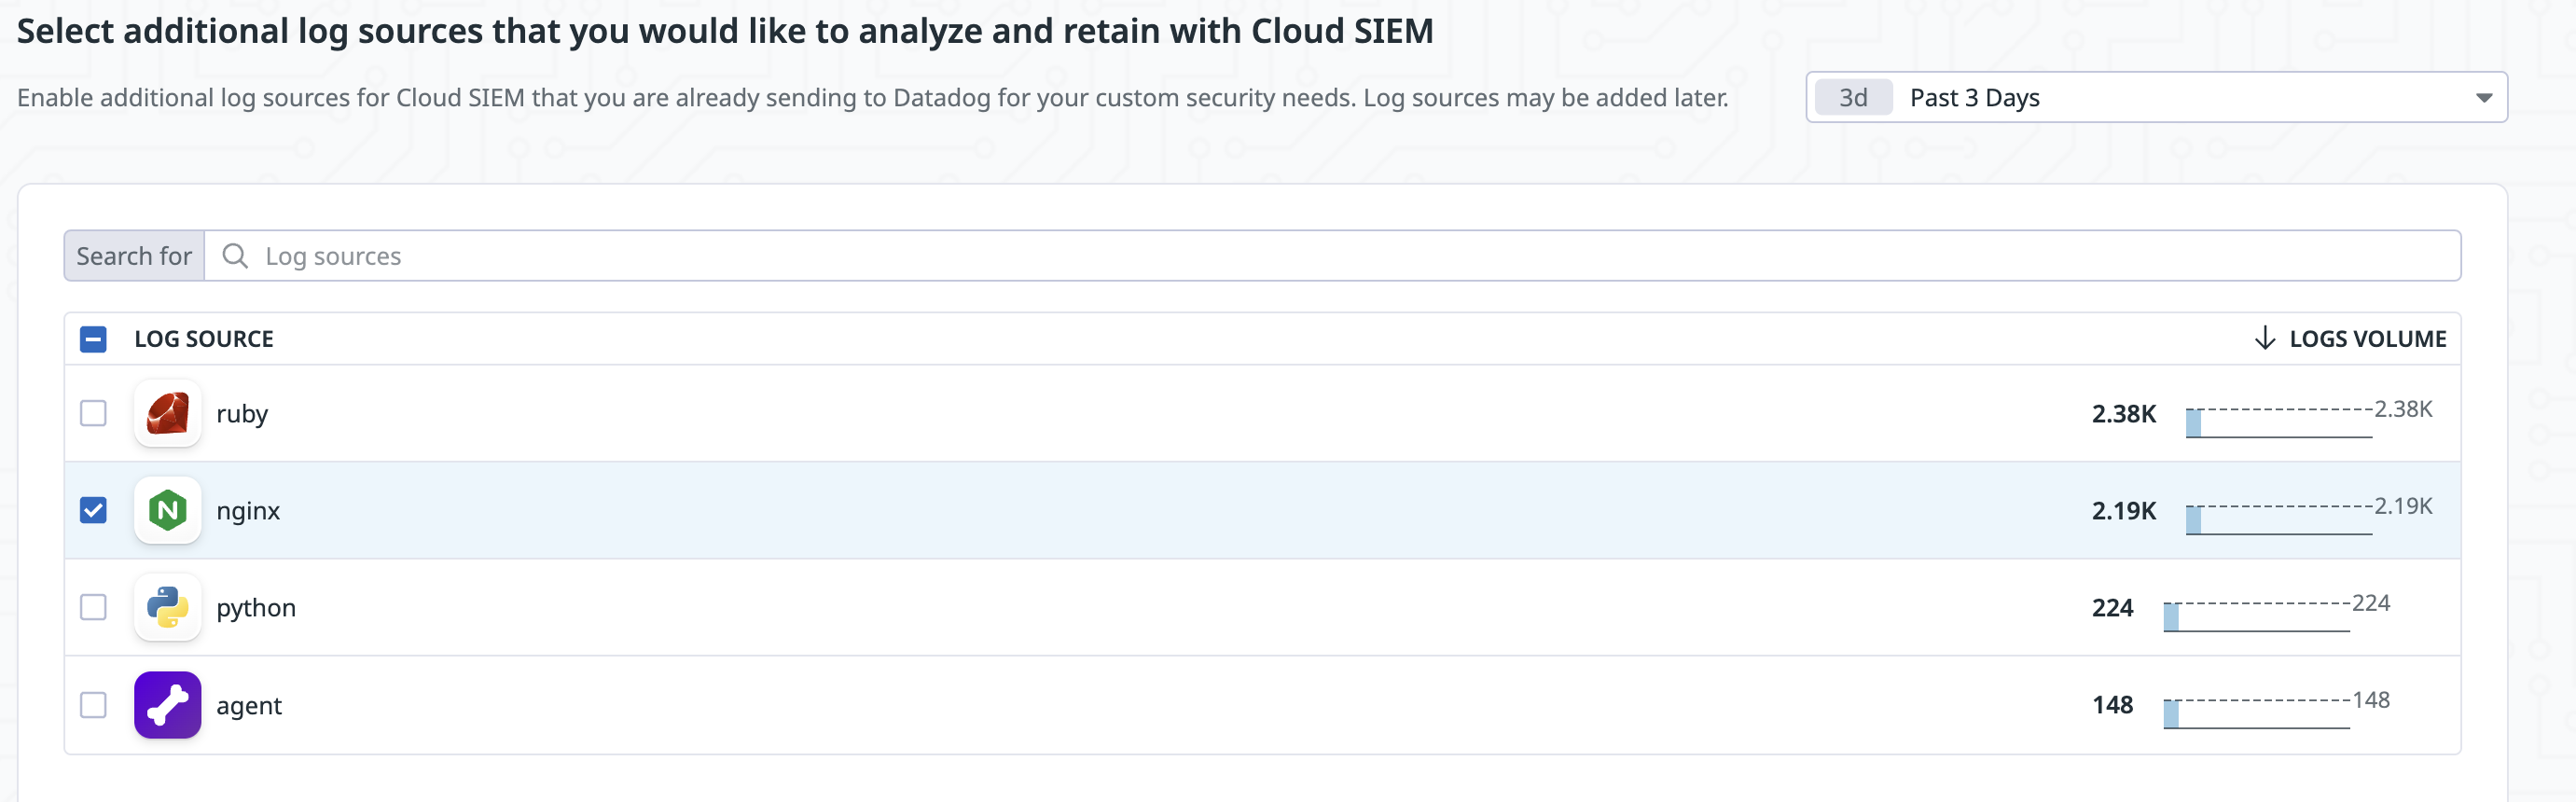 Select additional log sources that you would like to analyze and retain with Cloud SIEM
Enable additional log sources for Cloud SIEM that you are already sending to Datadog for your custom security needs. Log sources may be added later.
3d Past 3 Days
Search for Log sources
LOG SOURCE LOGS VOLUME
ruby 2.38K 2.38K
nginx 2.19K 2.19K
python 224 224
agent 148 148